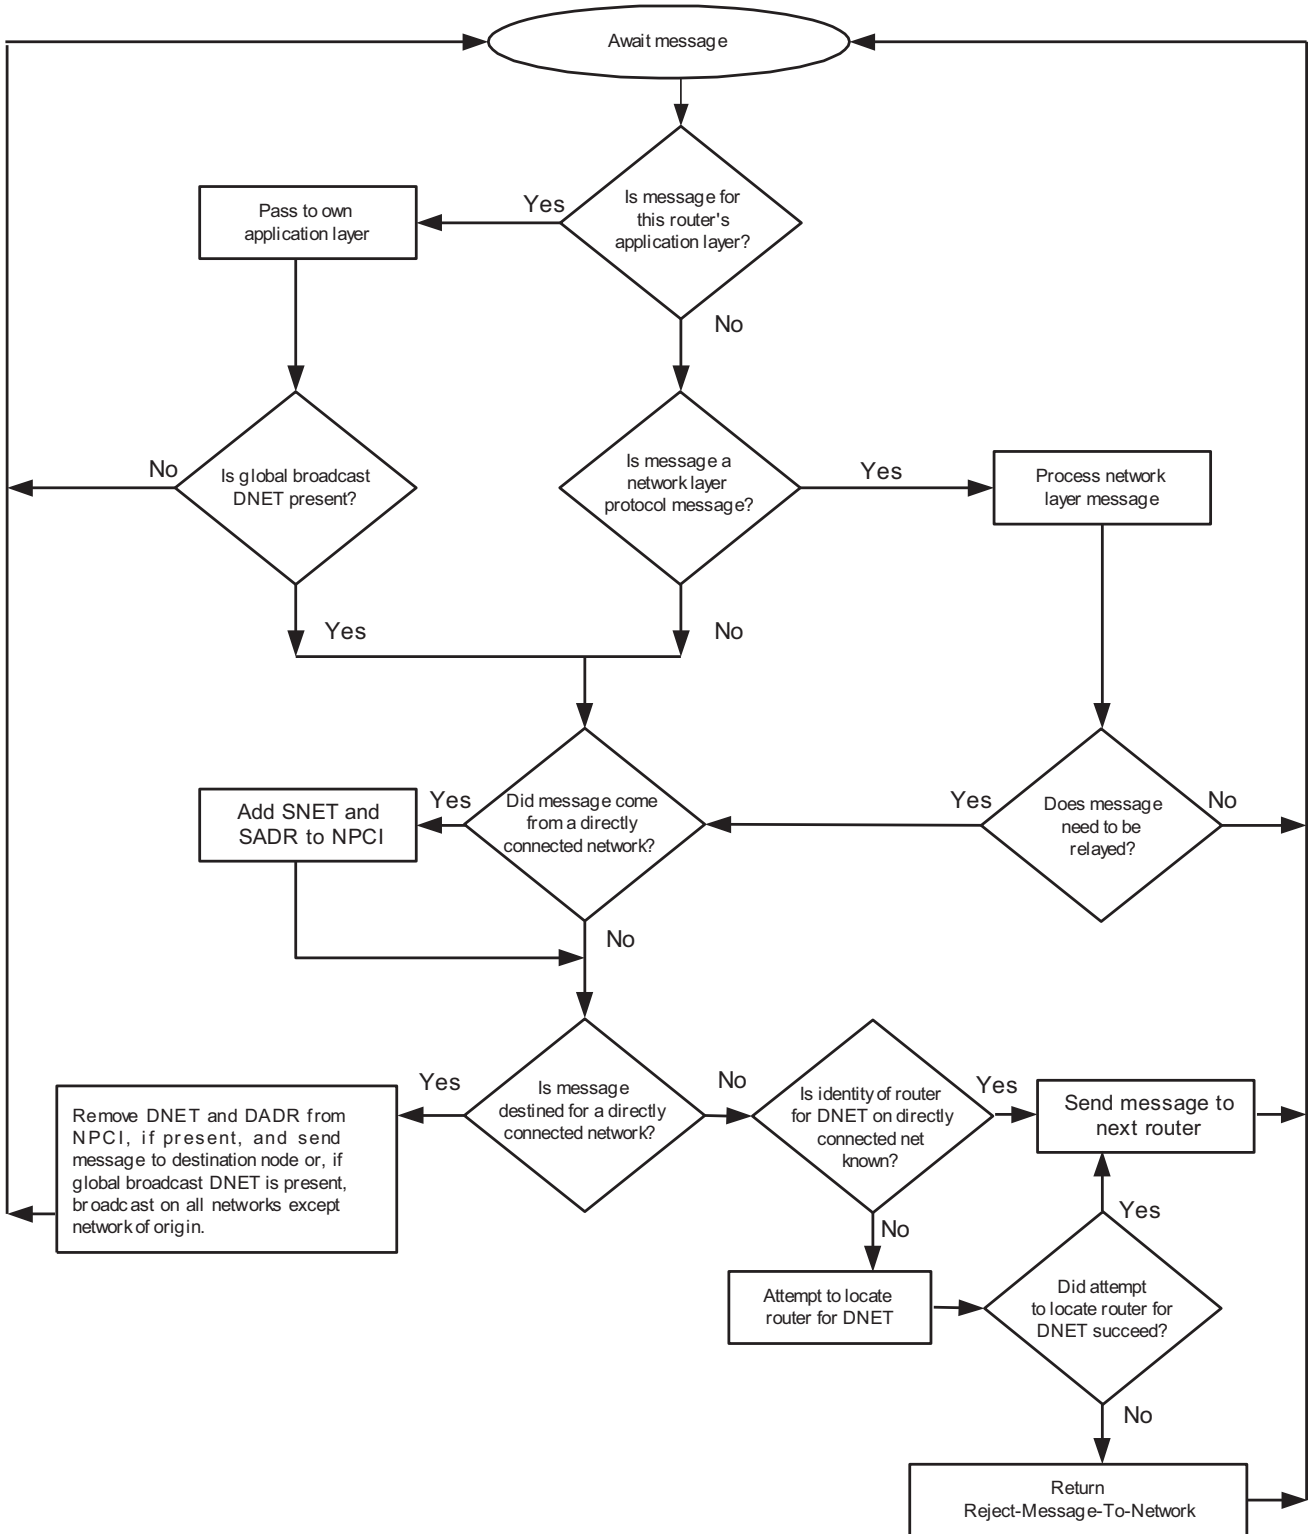 Await message
Is message for
this router's
application layer?
Yes
Pass to own
application layer
No
Is global broadcast
DNET present?
No
Is message a
network layer
protocol message?
Yes
Process network
layer message
Yes
No
Did message come
from a directly
connected network?
Yes
Add SNET and
SADR to NPCI
Yes
Does message
need to be
relayed?
No
No
Is message
destined for a directly
connected network?
Yes
Remove DNET and DADR from
NPCI, if present, and send
message to destination node or, if
global broadcast DNET is present,
broadcast on all networks except
network of origin.
No
Is identity of router
for DNET on directly
connected net
known?
Yes
Send message to
next router
Yes
No
Attempt to locate
router for DNET
Did attempt
to locate router for
DNET succeed?
No
Return
Reject-Message-To-Network